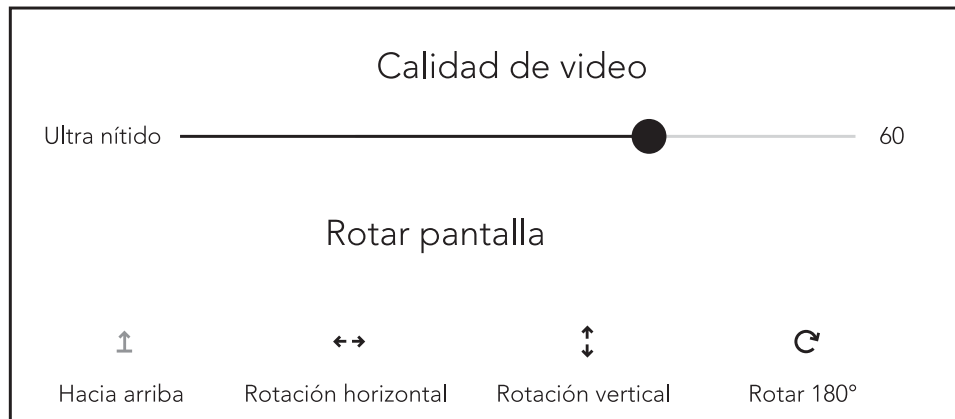 Calidad de video
Ultra nítido 60
Rotar pantalla
Hacia arriba Rotación horizontal Rotación vertical Rotar 180°